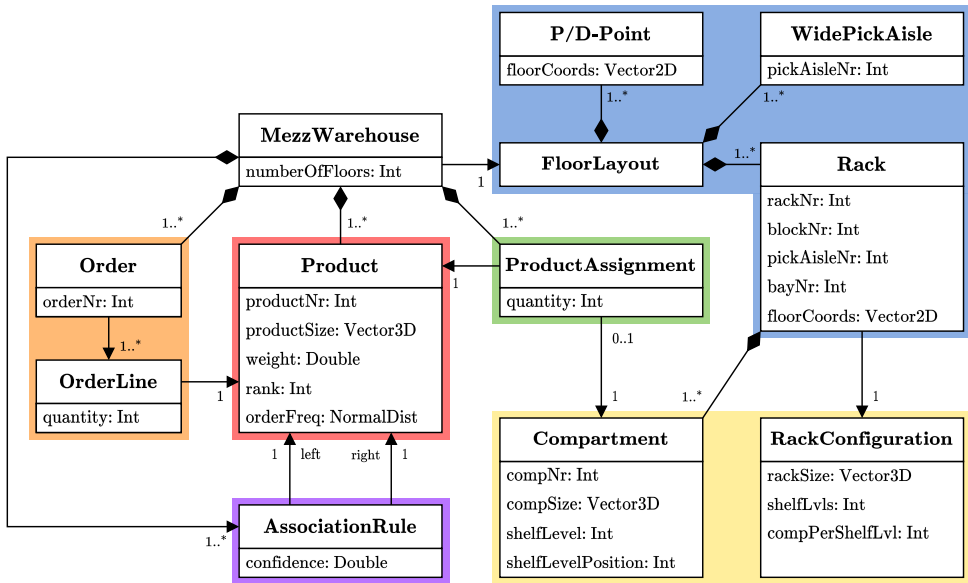 P/D-Point
floorCoords: Vector2D
1..*
WidePickAisle
pickAisleNr: Int
1..*
MezzWarehouse
numberOfFloors: Int
1
FloorLayout
1..*
Rack
rackNr: Int
blockNr: Int
pickAisleNr: Int
bayNr: Int
floorCoords: Vector2D
1..*
1..*
1..*
Order
orderNr: Int
1..*
OrderLine
quantity: Int
1
Product
productNr: Int
productSize: Vector3D
weight: Double
rank: Int
orderFreq: NormalDist
1
ProductAssignment
quantity: Int
0..1
1
1..*
1
1
left
right
1
AssociationRule
confidence: Double
1..*
Compartment
compNr: Int
compSize: Vector3D
shelfLevel: Int
shelfLevelPosition: Int
RackConfiguration
rackSize: Vector3D
shelfLvls: Int
compPerShelfLvl: Int